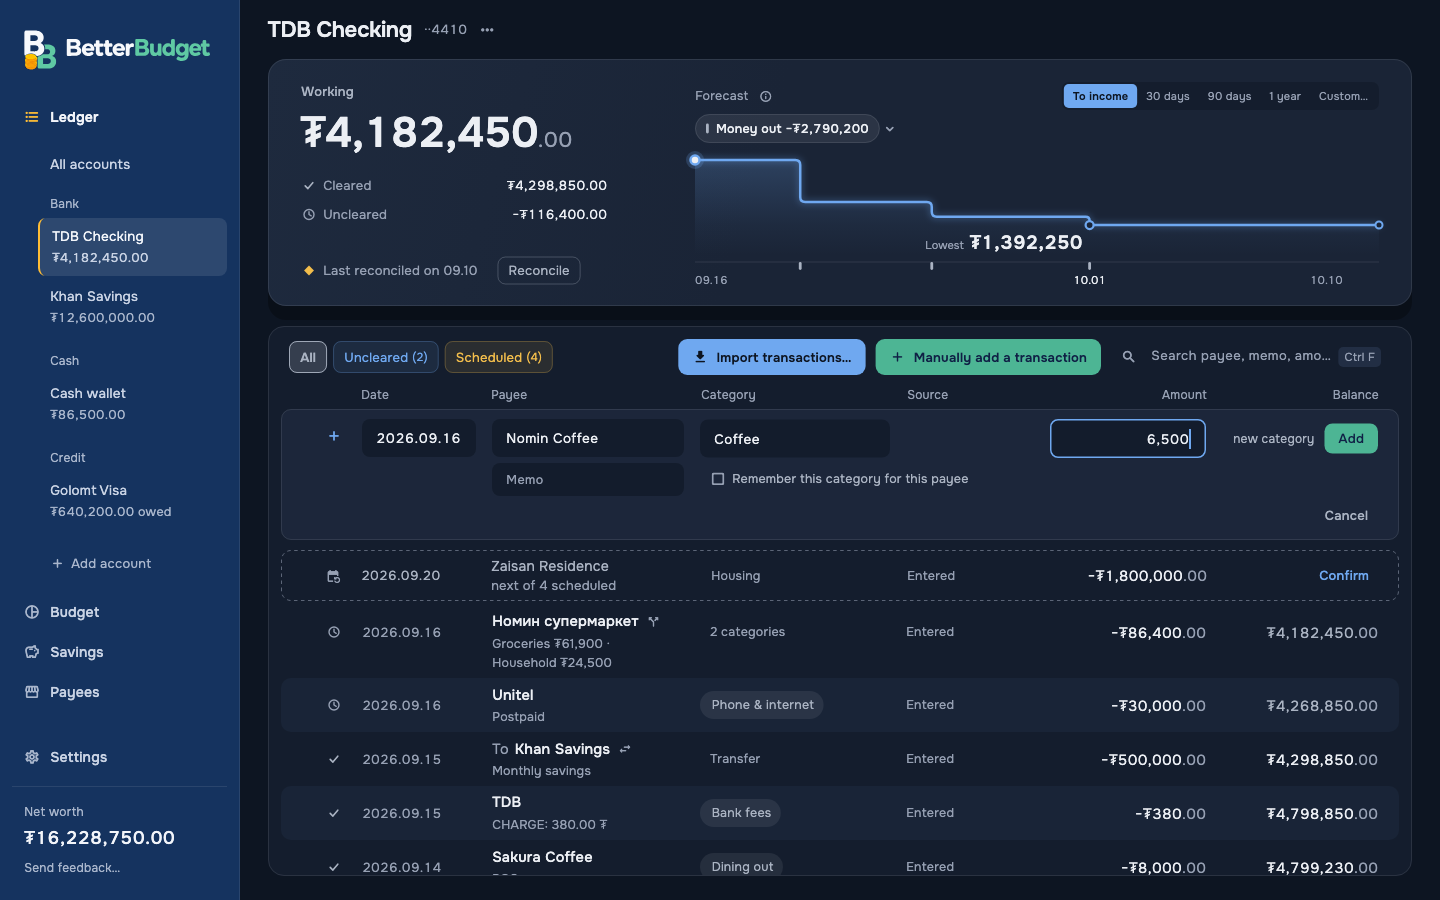 BetterBudget
Ledger
All accounts
Bank
TDB Checking
₮4,182,450.00
Khan Savings
₮12,600,000.00
Cash
Cash wallet
₮86,500.00
Credit
Golomt Visa
₮640,200.00 owed
+ Add account
Budget
Savings
Payees
Settings
Net worth
₮16,228,750.00
Send feedback...
TDB Checking ··4410 •••
Working
₮4,182,450.00
Cleared ₮4,298,850.00
Uncleared -₮116,400.00
Last reconciled on 09.10 Reconcile
Forecast
To income 30 days 90 days 1 year Custom...
Money out -₮2,790,200
Lowest ₮1,392,250
09.16 10.01 10.10
All Uncleared (2) Scheduled (4) Import transactions... + Manually add a transaction Search payee, memo, amo... Ctrl F
Date Payee Category Source Amount Balance
+ 2026.09.16 Nomin Coffee Coffee 6,500 new category Add
Memo Remember this category for this payee
Cancel
2026.09.20 Zaisan Residence Housing Entered -₮1,800,000.00 Confirm
next of 4 scheduled
2026.09.16 Номин супермаркет 2 categories Entered -₮86,400.00 ₮4,182,450.00
Groceries ₮61,900 ·
Household ₮24,500
2026.09.16 Unitel Phone & internet Entered -₮30,000.00 ₮4,268,850.00
Postpaid
2026.09.15 To Khan Savings Transfer Entered -₮500,000.00 ₮4,298,850.00
Monthly savings
2026.09.15 TDB Bank fees Entered -₮380.00 ₮4,798,850.00
CHARGE: 380.00 ₮
2026.09.14 Sakura Coffee Dining out Entered -₮8,000.00 ₮4,799,230.00